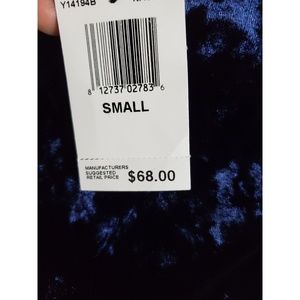 Y14194B
8 12737 02783 6
SMALL
MANUFACTURERS
SUGGESTED
RETAIL PRICE $68.00